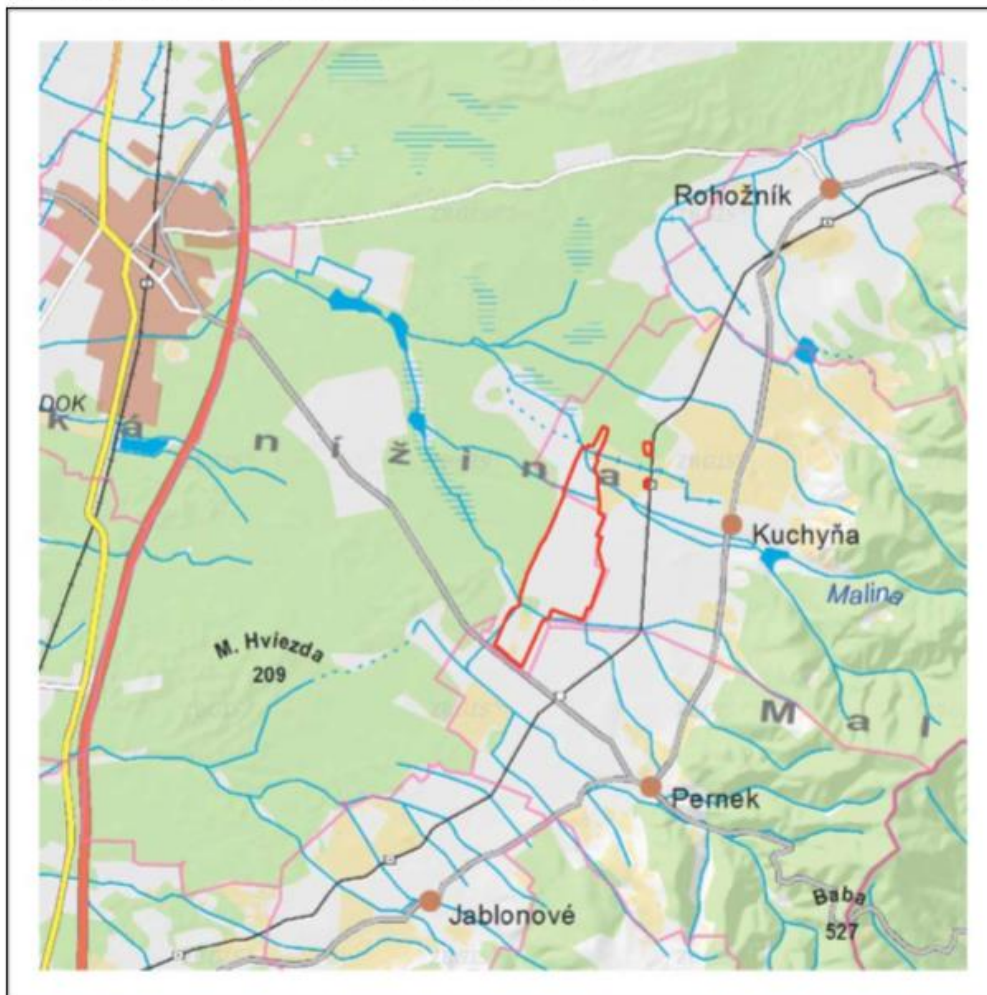 Rohožník
DOK
k á n í ž i n a
Kuchyňa
Malina
M. Hviezda
209
M a l
Pernek
Baba
527
Jablonové